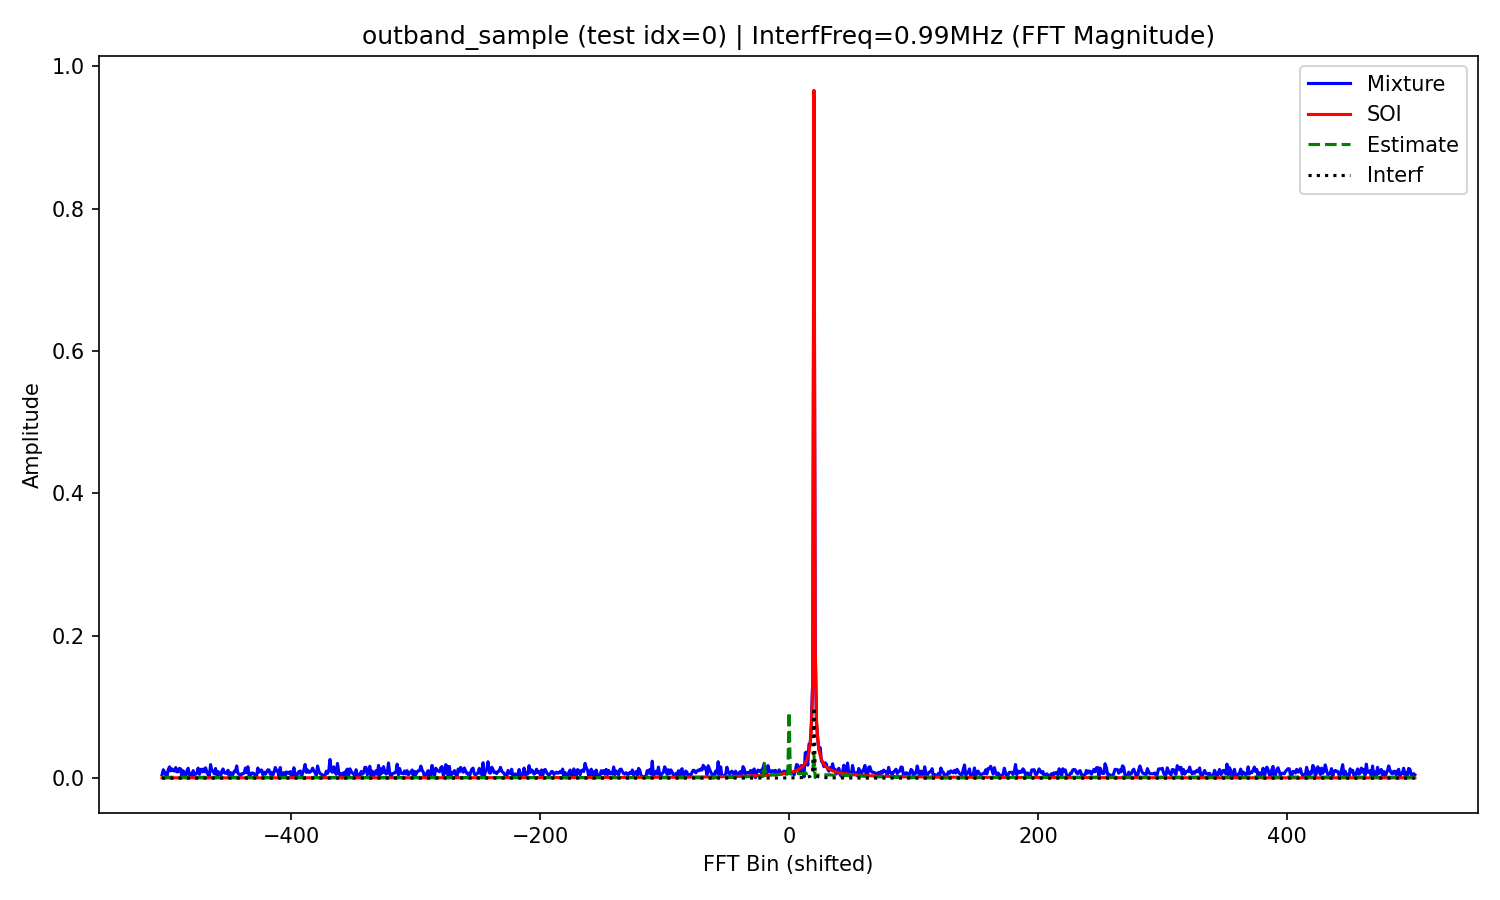 outband_sample (test idx=0) | InterfFreq=0.99MHz (FFT Magnitude)
Mixture
SOI
Estimate
Interf
Amplitude
1.0
0.8
0.6
0.4
0.2
0.0
−400
−200
0
200
400
FFT Bin (shifted)